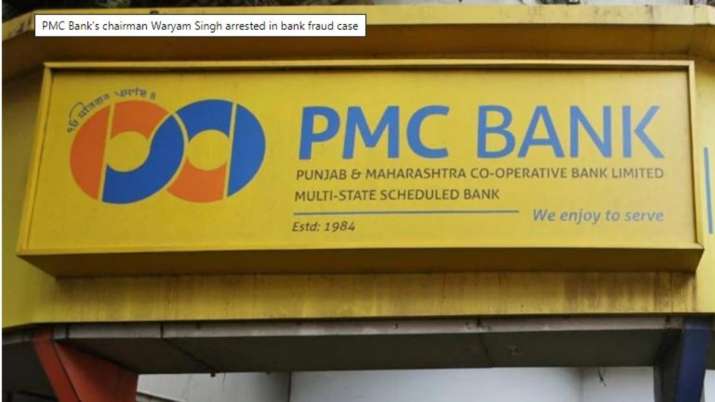 PMC Bank's chairman Waryam Singh arrested in bank fraud case
PMC BANK
PUNJAB & MAHARASHTRA CO-OPERATIVE BANK LIMITED
MULTI-STATE SCHEDULED BANK
We enjoy to serve
Estd: 1984